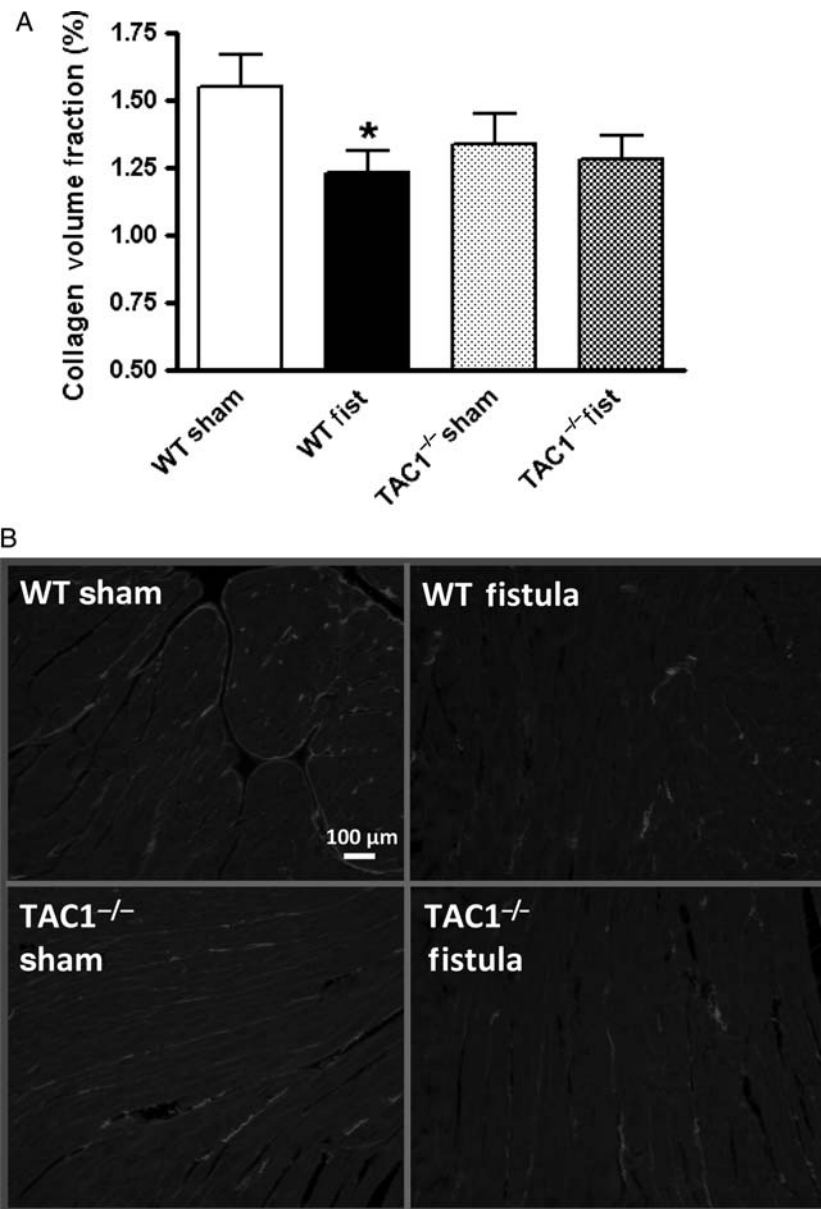 A
Collagen volume fraction (%)
1.75
1.50
1.25
1.00
0.75
0.50
*
WT sham
WT fist
TAC1⁻/⁻ sham
TAC1⁻/⁻ fist
B
WT sham
WT fistula
100 µm
TAC1⁻/⁻
sham
TAC1⁻/⁻
fistula